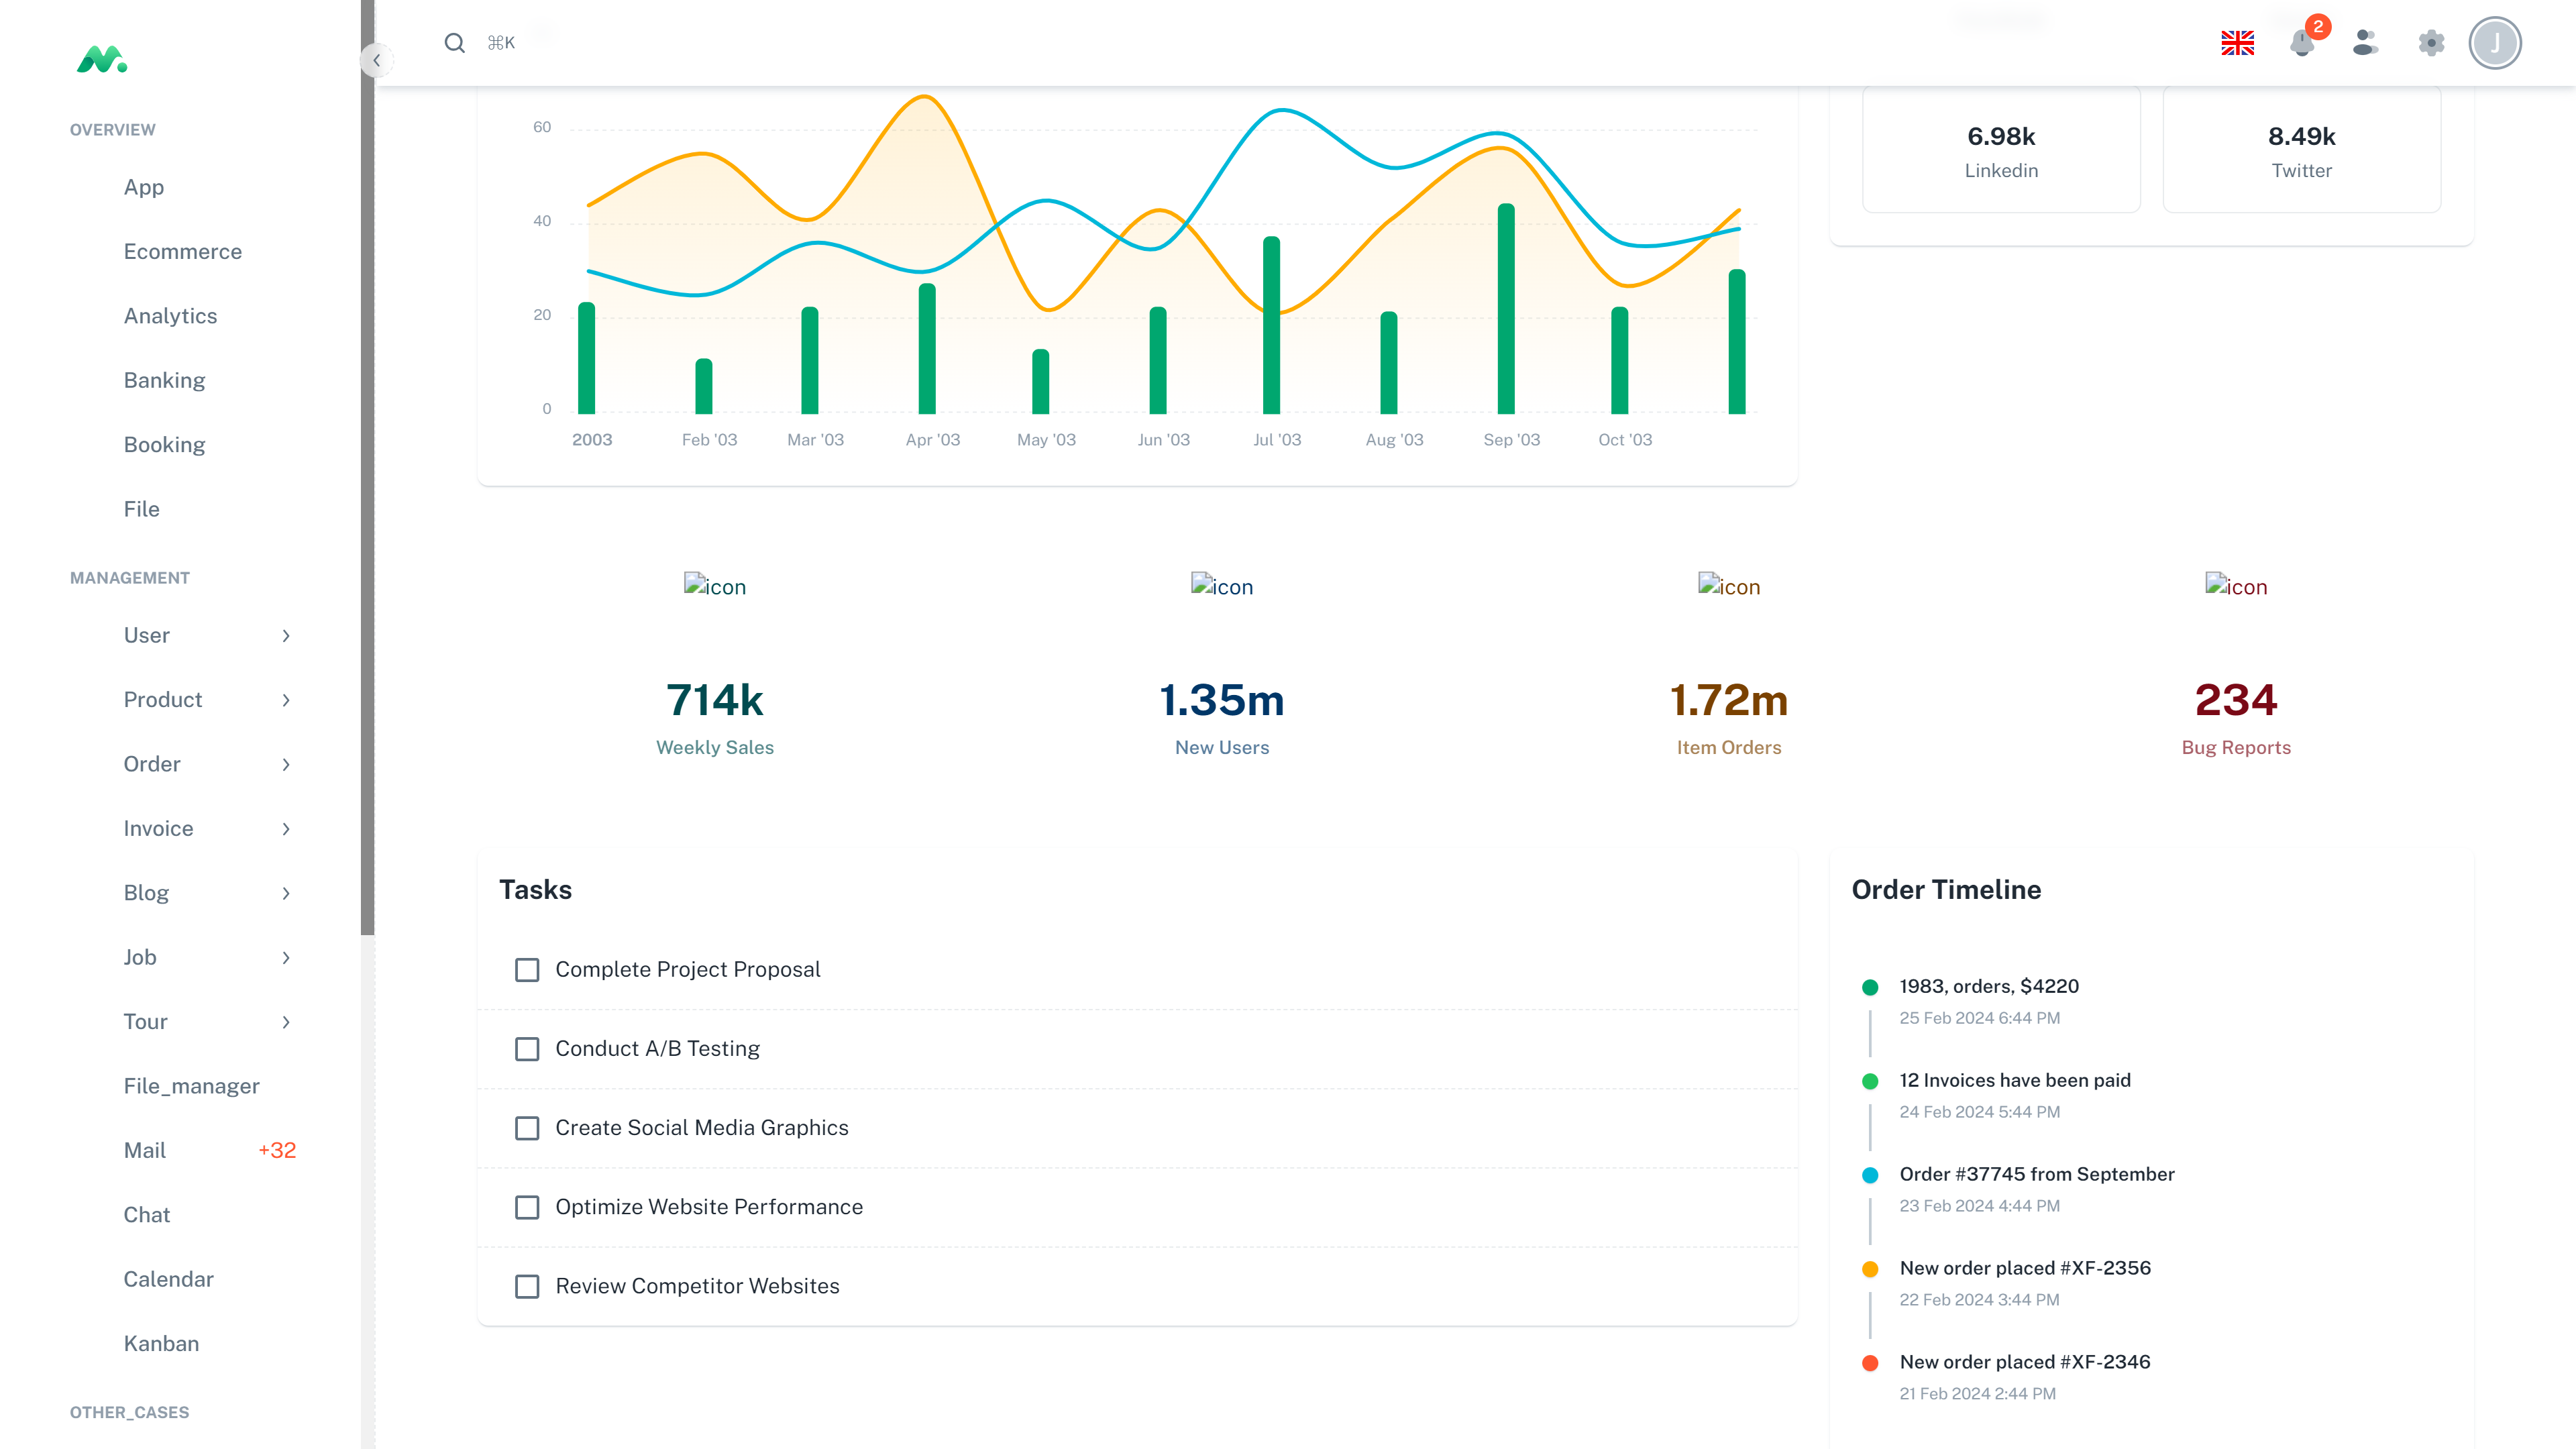 ⌘K
2
J
OVERVIEW
App
Ecommerce
Analytics
Banking
Booking
File
MANAGEMENT
User
Product
Order
Invoice
Blog
Job
Tour
File_manager
Mail +32
Chat
Calendar
Kanban
OTHER_CASES
60
40
20
0
2003 Feb '03 Mar '03 Apr '03 May '03 Jun '03 Jul '03 Aug '03 Sep '03 Oct '03
6.98k
Linkedin
8.49k
Twitter
icon
714k
Weekly Sales
icon
1.35m
New Users
icon
1.72m
Item Orders
icon
234
Bug Reports
Tasks
Complete Project Proposal
Conduct A/B Testing
Create Social Media Graphics
Optimize Website Performance
Review Competitor Websites
Order Timeline
1983, orders, $4220
25 Feb 2024 6:44 PM
12 Invoices have been paid
24 Feb 2024 5:44 PM
Order #37745 from September
23 Feb 2024 4:44 PM
New order placed #XF-2356
22 Feb 2024 3:44 PM
New order placed #XF-2346
21 Feb 2024 2:44 PM